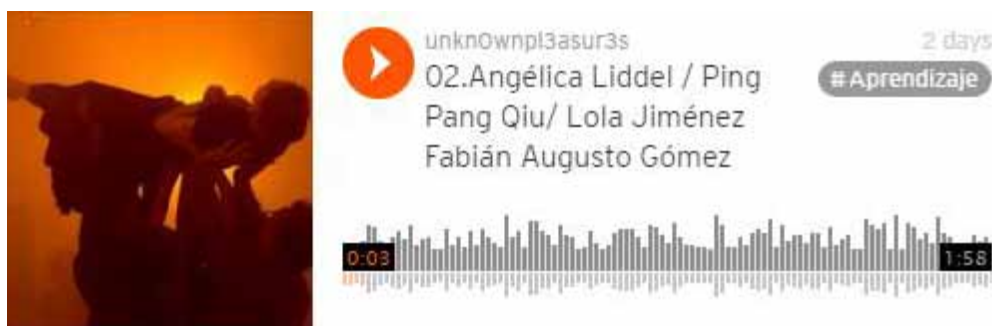 unkn0wnpl3asur3s
2 days
02.Angélica Liddel / Ping
# Aprendizaje
Pang Qiu/ Lola Jiménez
Fabián Augusto Gómez
0:03
1:58